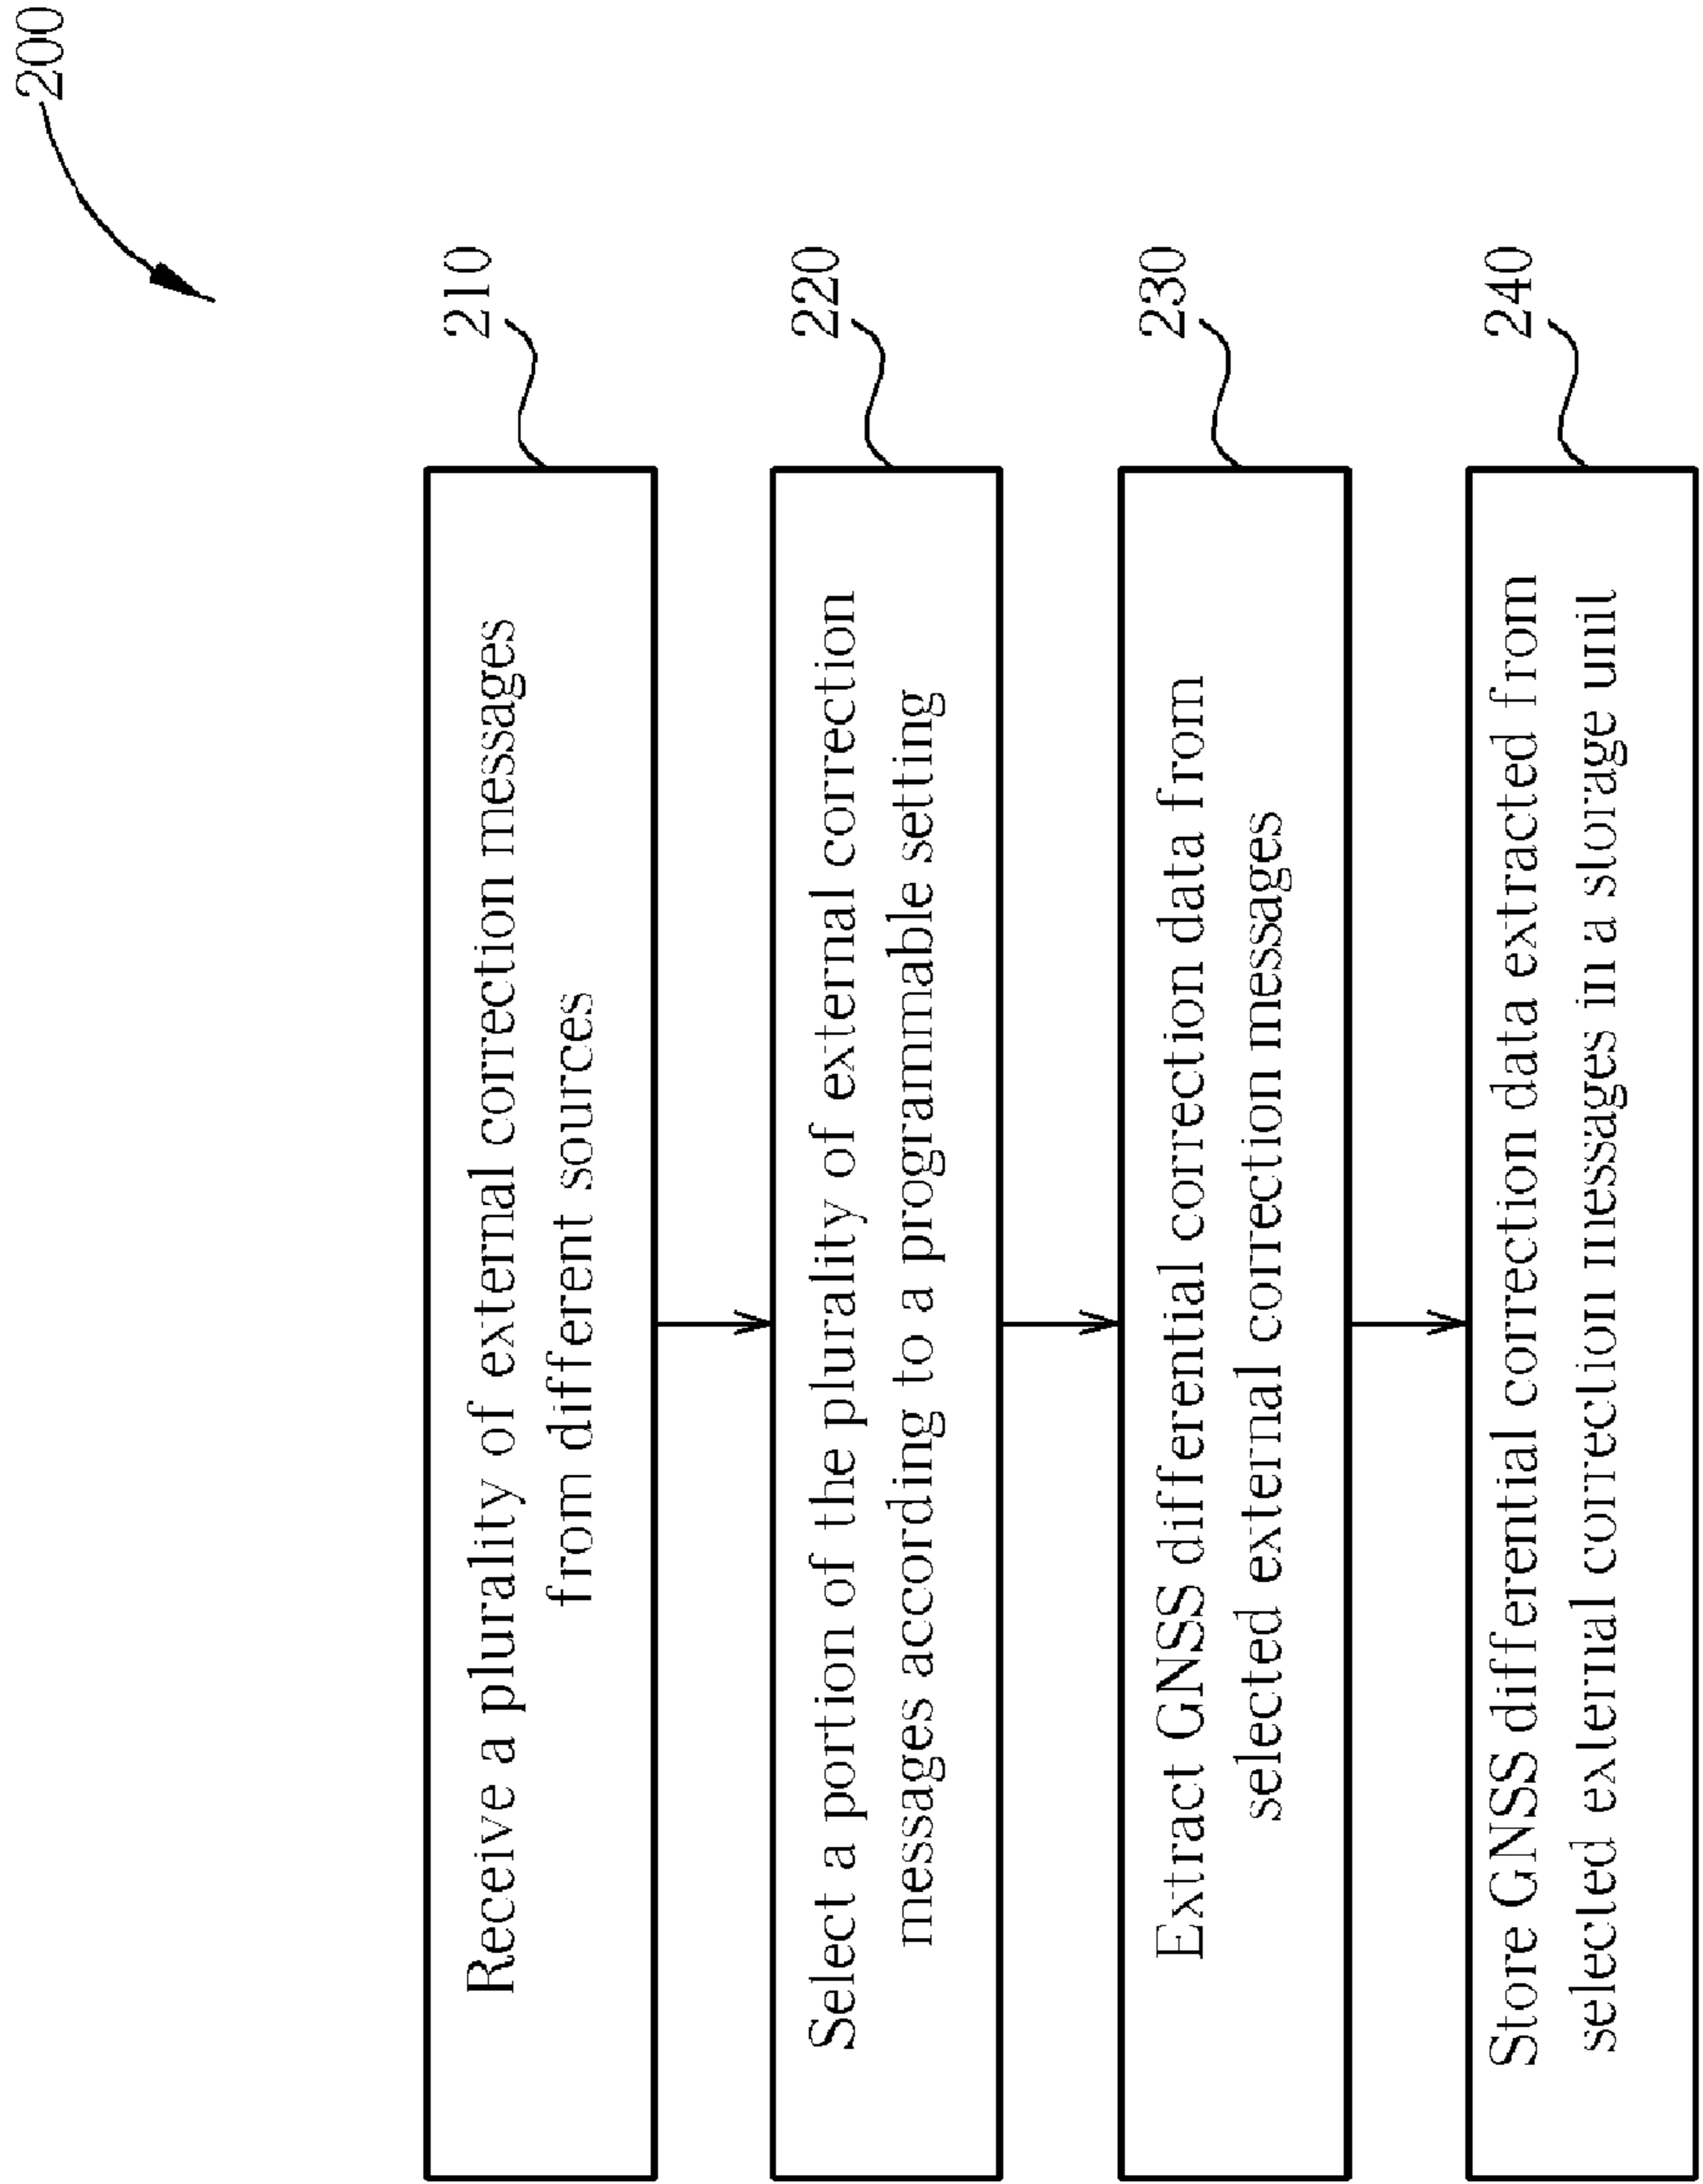 200
210
Receive a plurality of external correction messages
from different sources
220
Select a portion of the plurality of external correction
messages according to a programmable setting
230
Extract GNSS differential correction data from
selected external correction messages
240
Store GNSS differential correction data extracted from
selected external correction messages in a storage unit